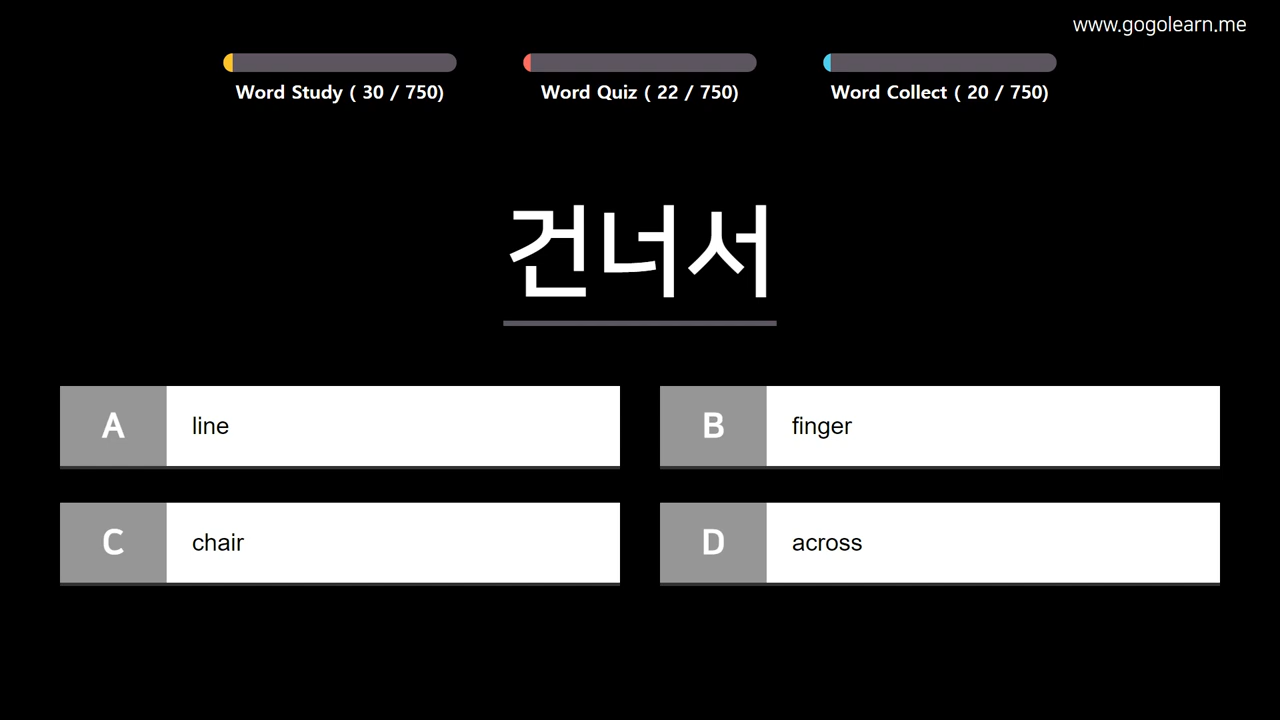 www.gogolearn.me
Word Study ( 30 / 750)
Word Quiz ( 22 / 750)
Word Collect ( 20 / 750)
건너서
A line
B finger
C chair
D across